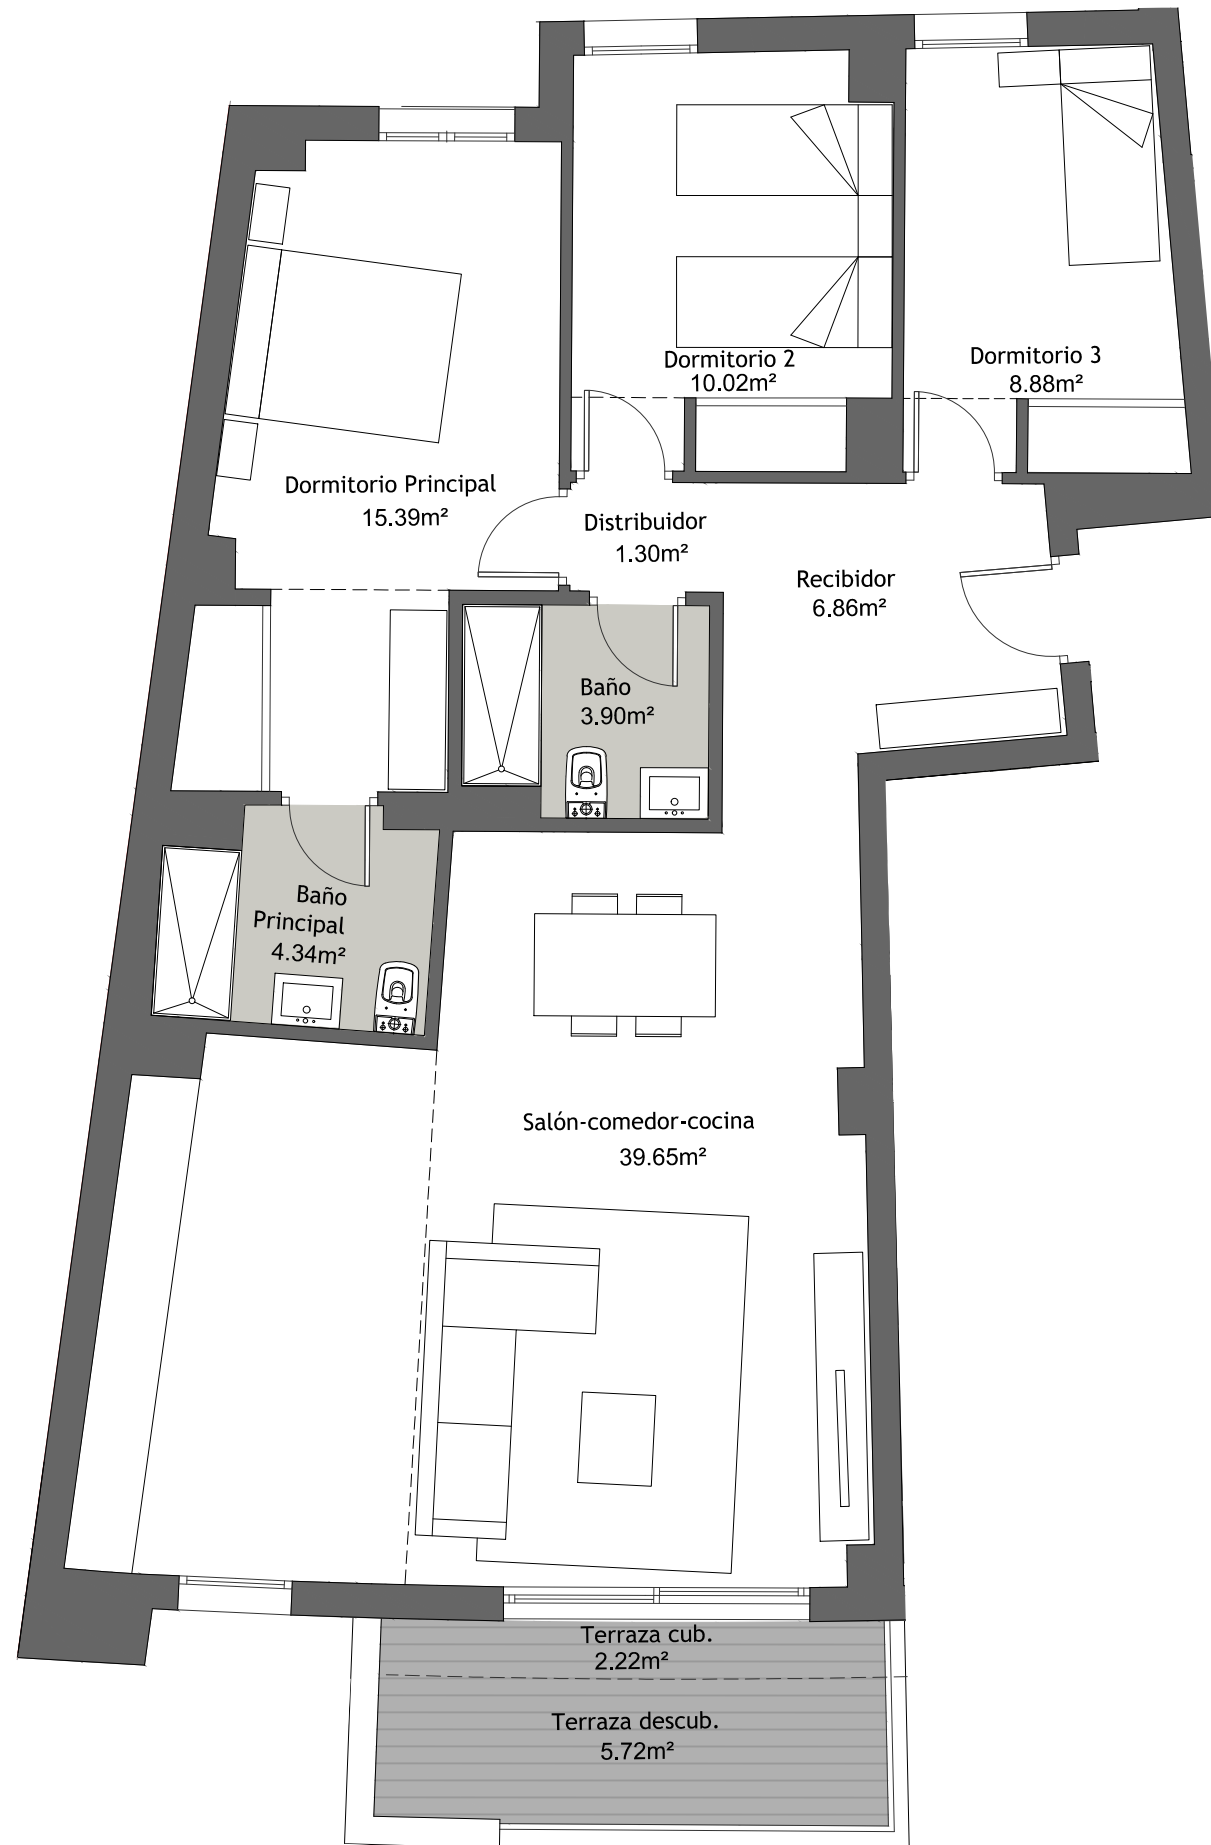 Dormitorio 2
10.02m²
Dormitorio 3
8.88m²
Dormitorio Principal
15.39m²
Distribuidor
1.30m²
Recibidor
6.86m²
Baño
3.90m²
Baño
Principal
4.34m²
Salón-comedor-cocina
39.65m²
Terraza cub.
2.22m²
Terraza descub.
5.72m²